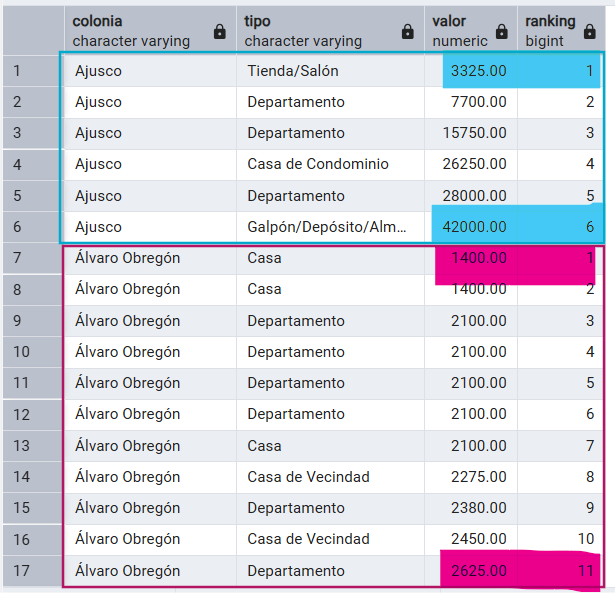 colonia tipo valor ranking
character varying character varying numeric bigint
1 Ajusco Tienda/Salón 3325.00 1
2 Ajusco Departamento 7700.00 2
3 Ajusco Departamento 15750.00 3
4 Ajusco Casa de Condominio 26250.00 4
5 Ajusco Departamento 28000.00 5
6 Ajusco Galpón/Depósito/Alm... 42000.00 6
7 Álvaro Obregón Casa 1400.00 1
8 Álvaro Obregón Casa 1400.00 2
9 Álvaro Obregón Departamento 2100.00 3
10 Álvaro Obregón Departamento 2100.00 4
11 Álvaro Obregón Departamento 2100.00 5
12 Álvaro Obregón Departamento 2100.00 6
13 Álvaro Obregón Casa 2100.00 7
14 Álvaro Obregón Casa de Vecindad 2275.00 8
15 Álvaro Obregón Departamento 2380.00 9
16 Álvaro Obregón Casa de Vecindad 2450.00 10
17 Álvaro Obregón Departamento 2625.00 11